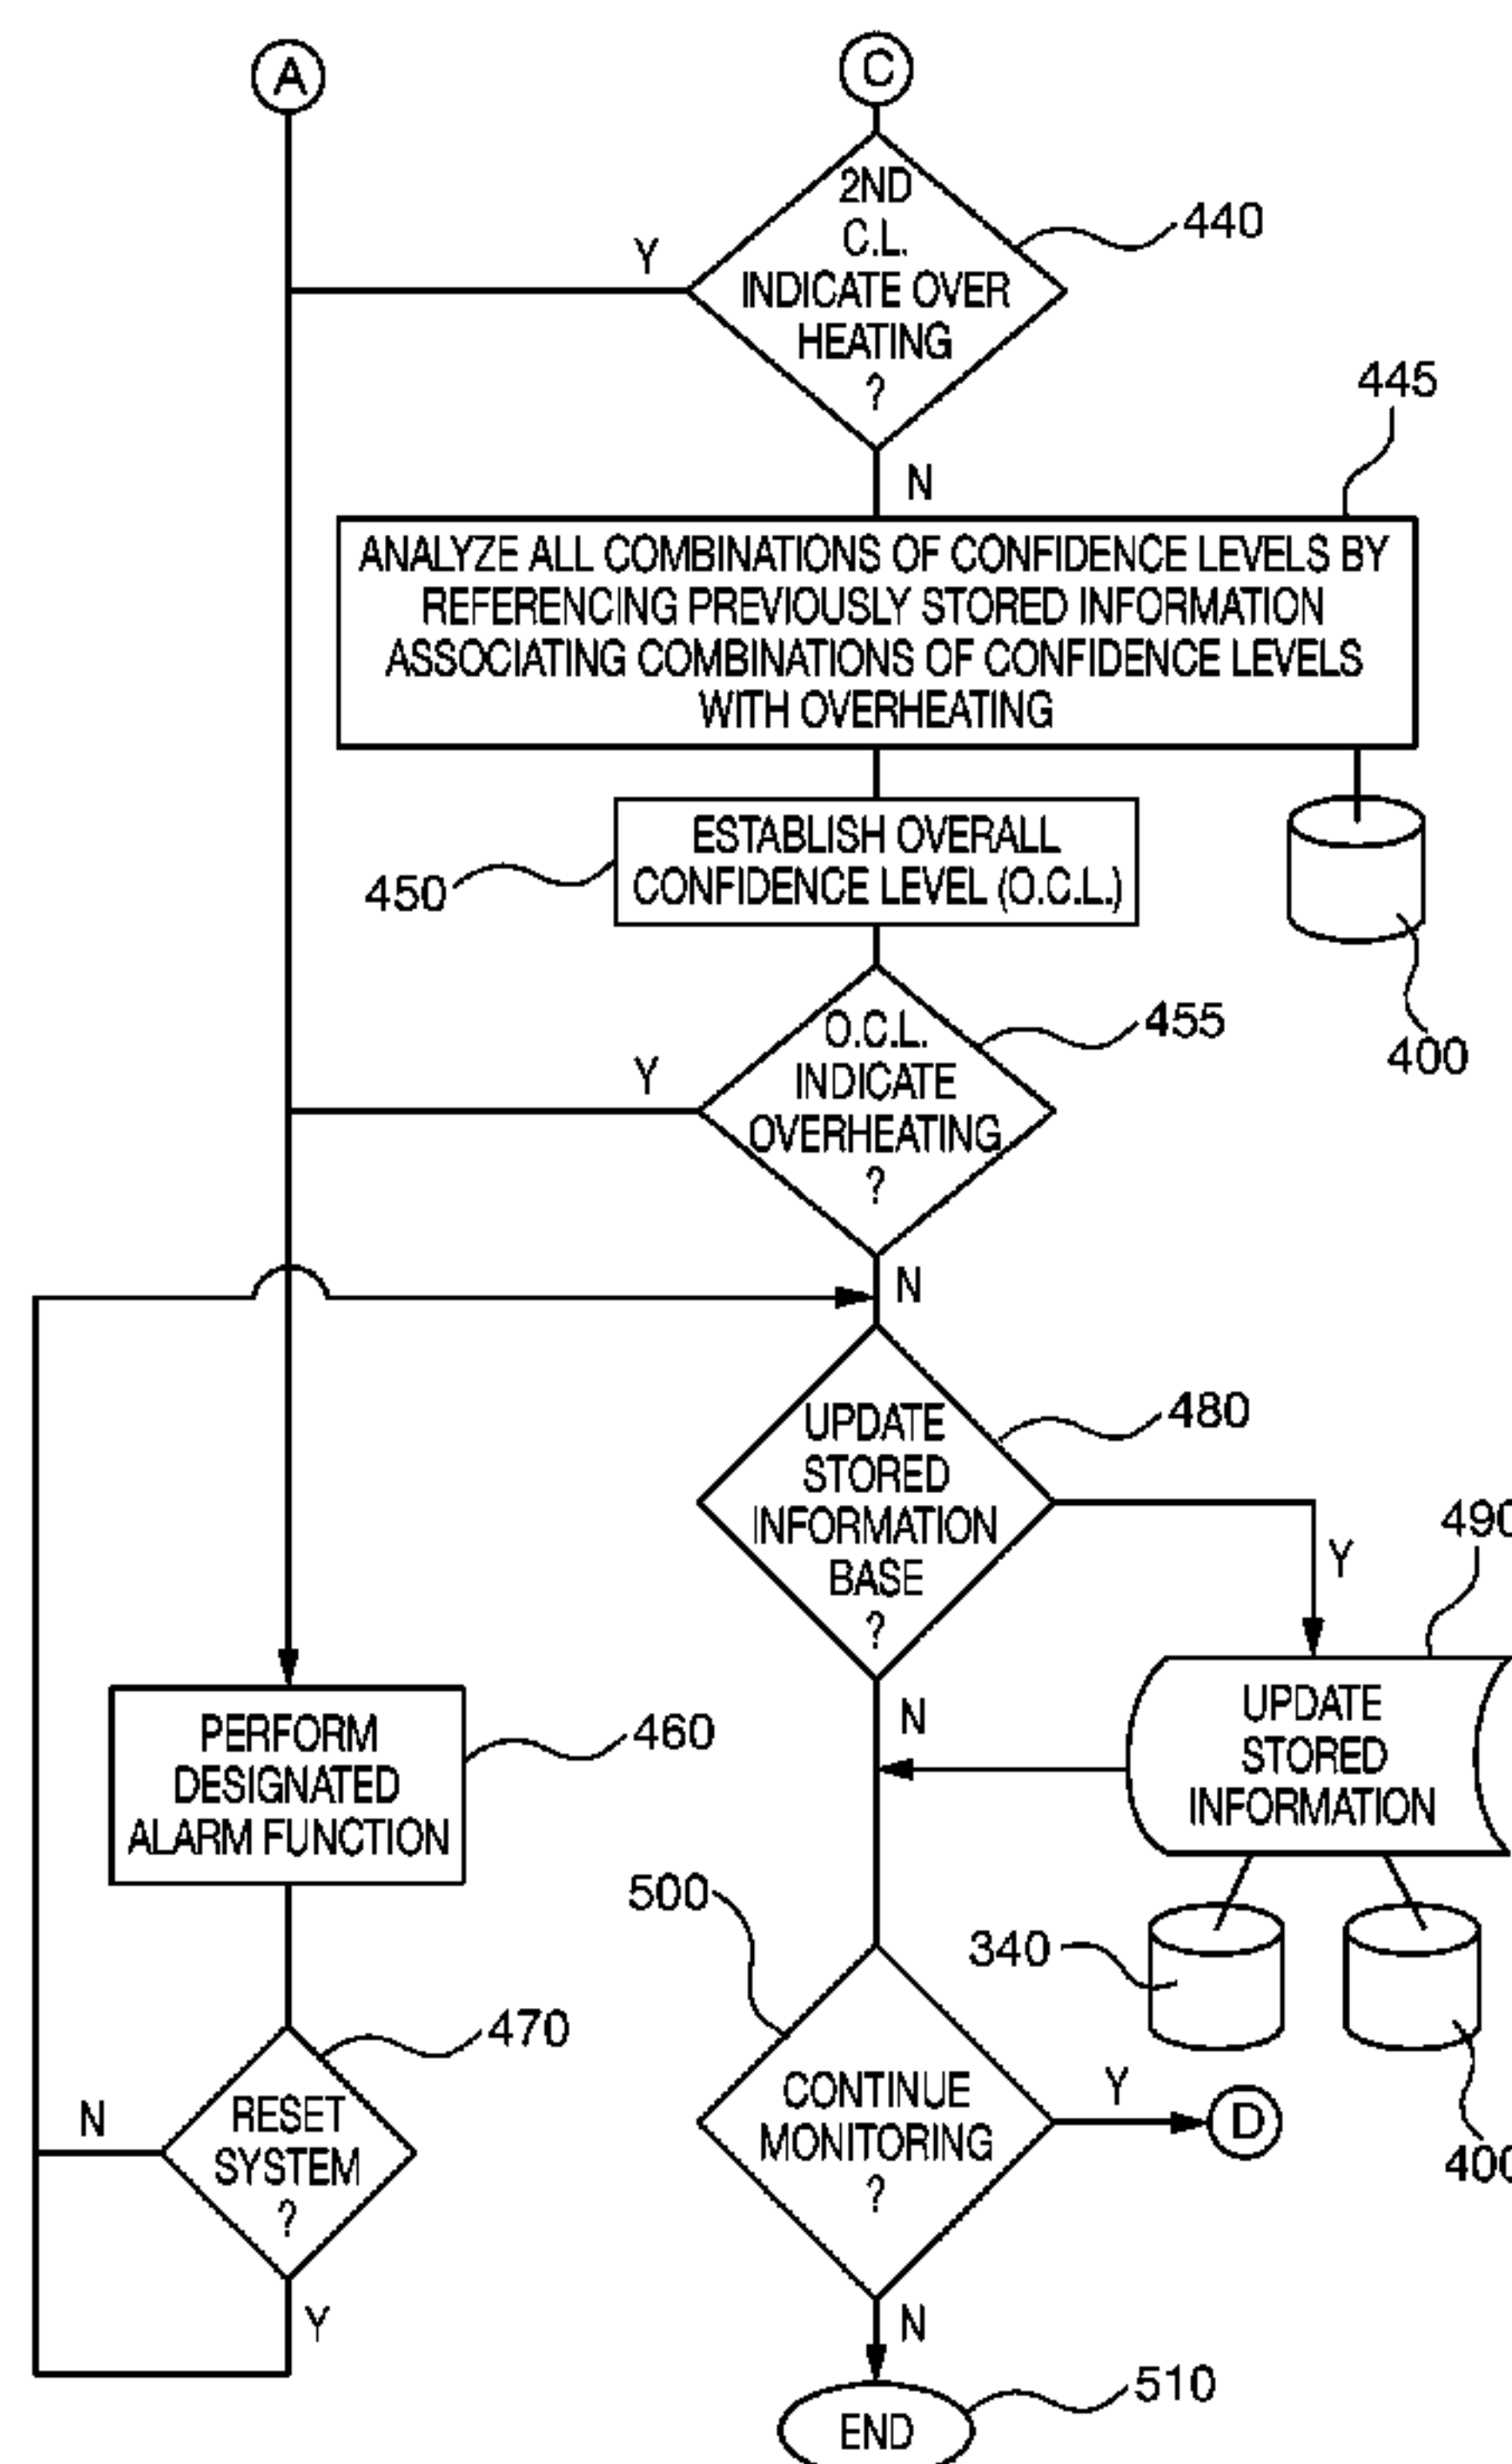 A
C
2ND
C.L.
INDICATE OVER
HEATING
?
440
Y
N
445
ANALYZE ALL COMBINATIONS OF CONFIDENCE LEVELS BY
REFERENCING PREVIOUSLY STORED INFORMATION
ASSOCIATING COMBINATIONS OF CONFIDENCE LEVELS
WITH OVERHEATING
400
ESTABLISH OVERALL
CONFIDENCE LEVEL (O.C.L.)
450
O.C.L.
INDICATE
OVERHEATING
?
455
Y
N
UPDATE
STORED
INFORMATION
BASE
?
480
Y
N
490
UPDATE
STORED
INFORMATION
340
400
PERFORM
DESIGNATED
ALARM FUNCTION
460
RESET
SYSTEM
?
470
N
Y
500
CONTINUE
MONITORING
?
Y
D
N
END
510